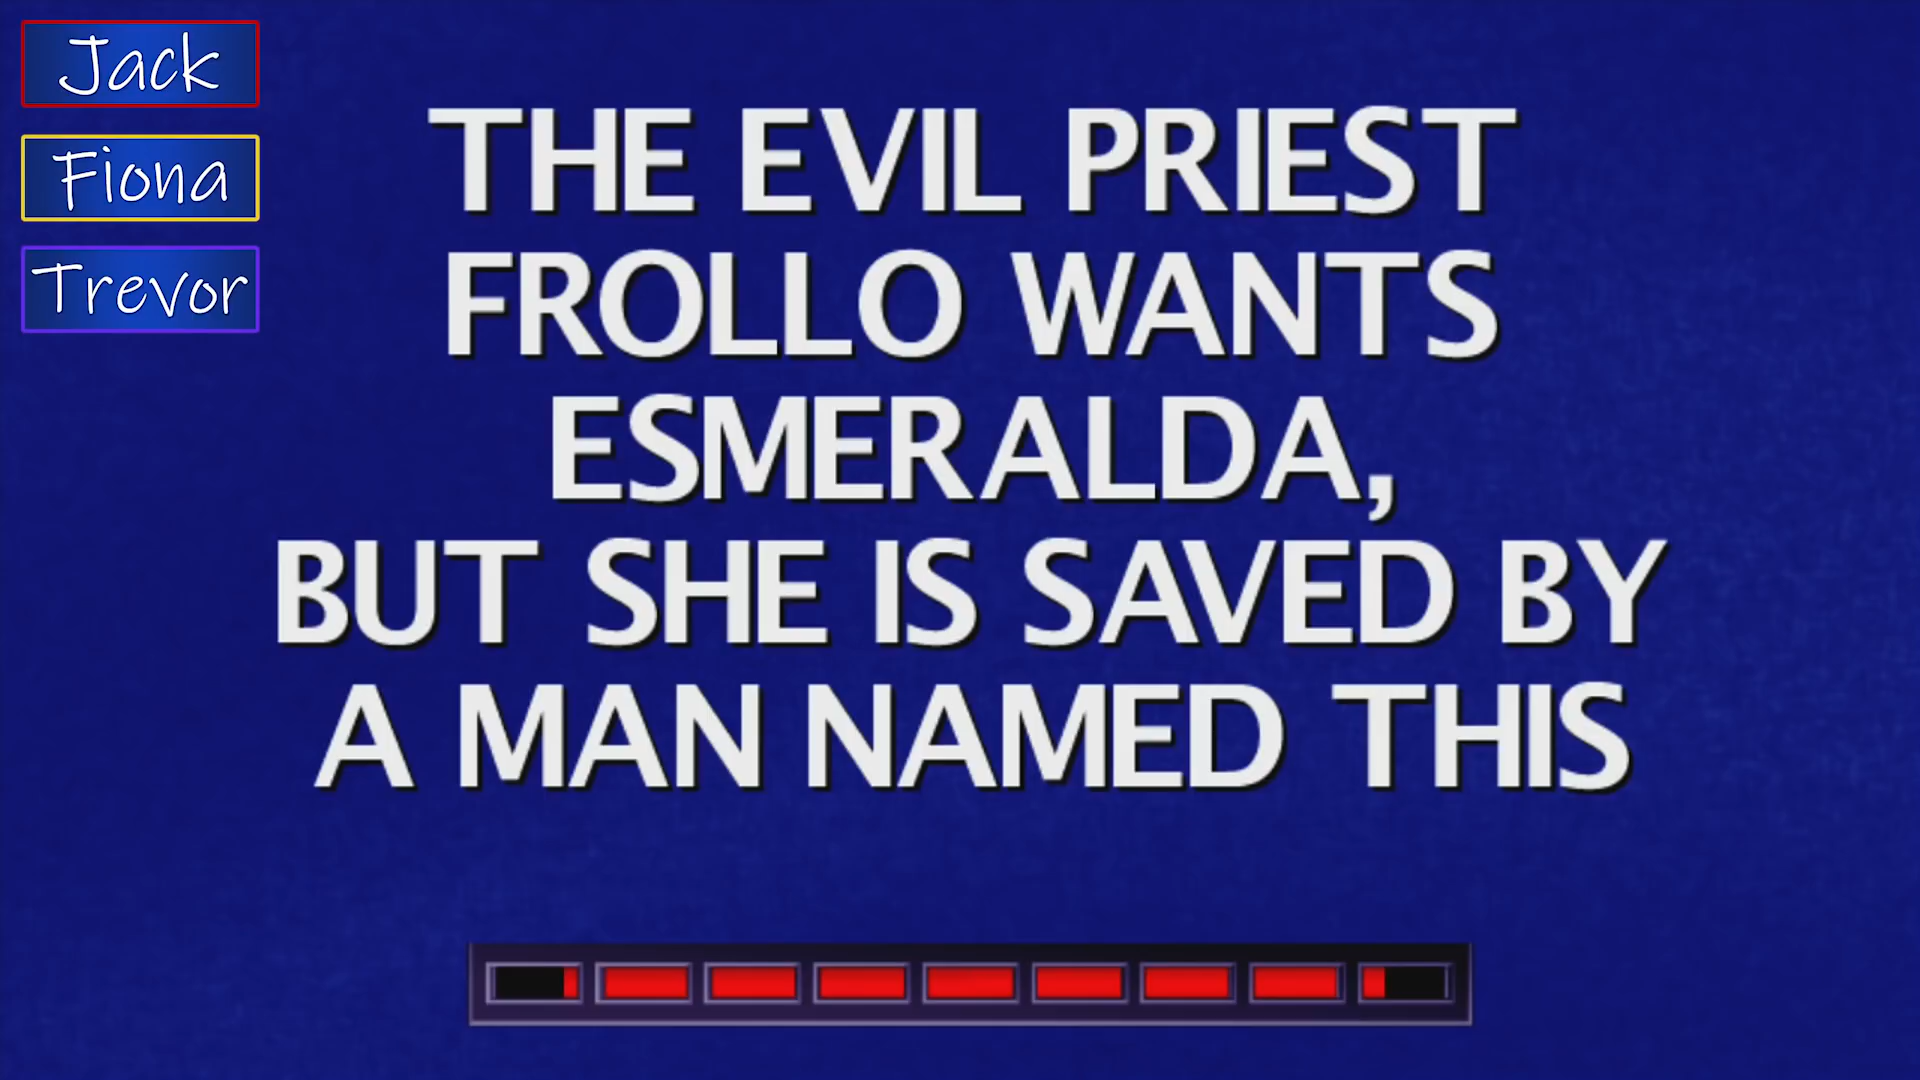 Jack
Fiona
Trevor
THE EVIL PRIEST
FROLLO WANTS
ESMERALDA,
BUT SHE IS SAVED BY
A MAN NAMED THIS